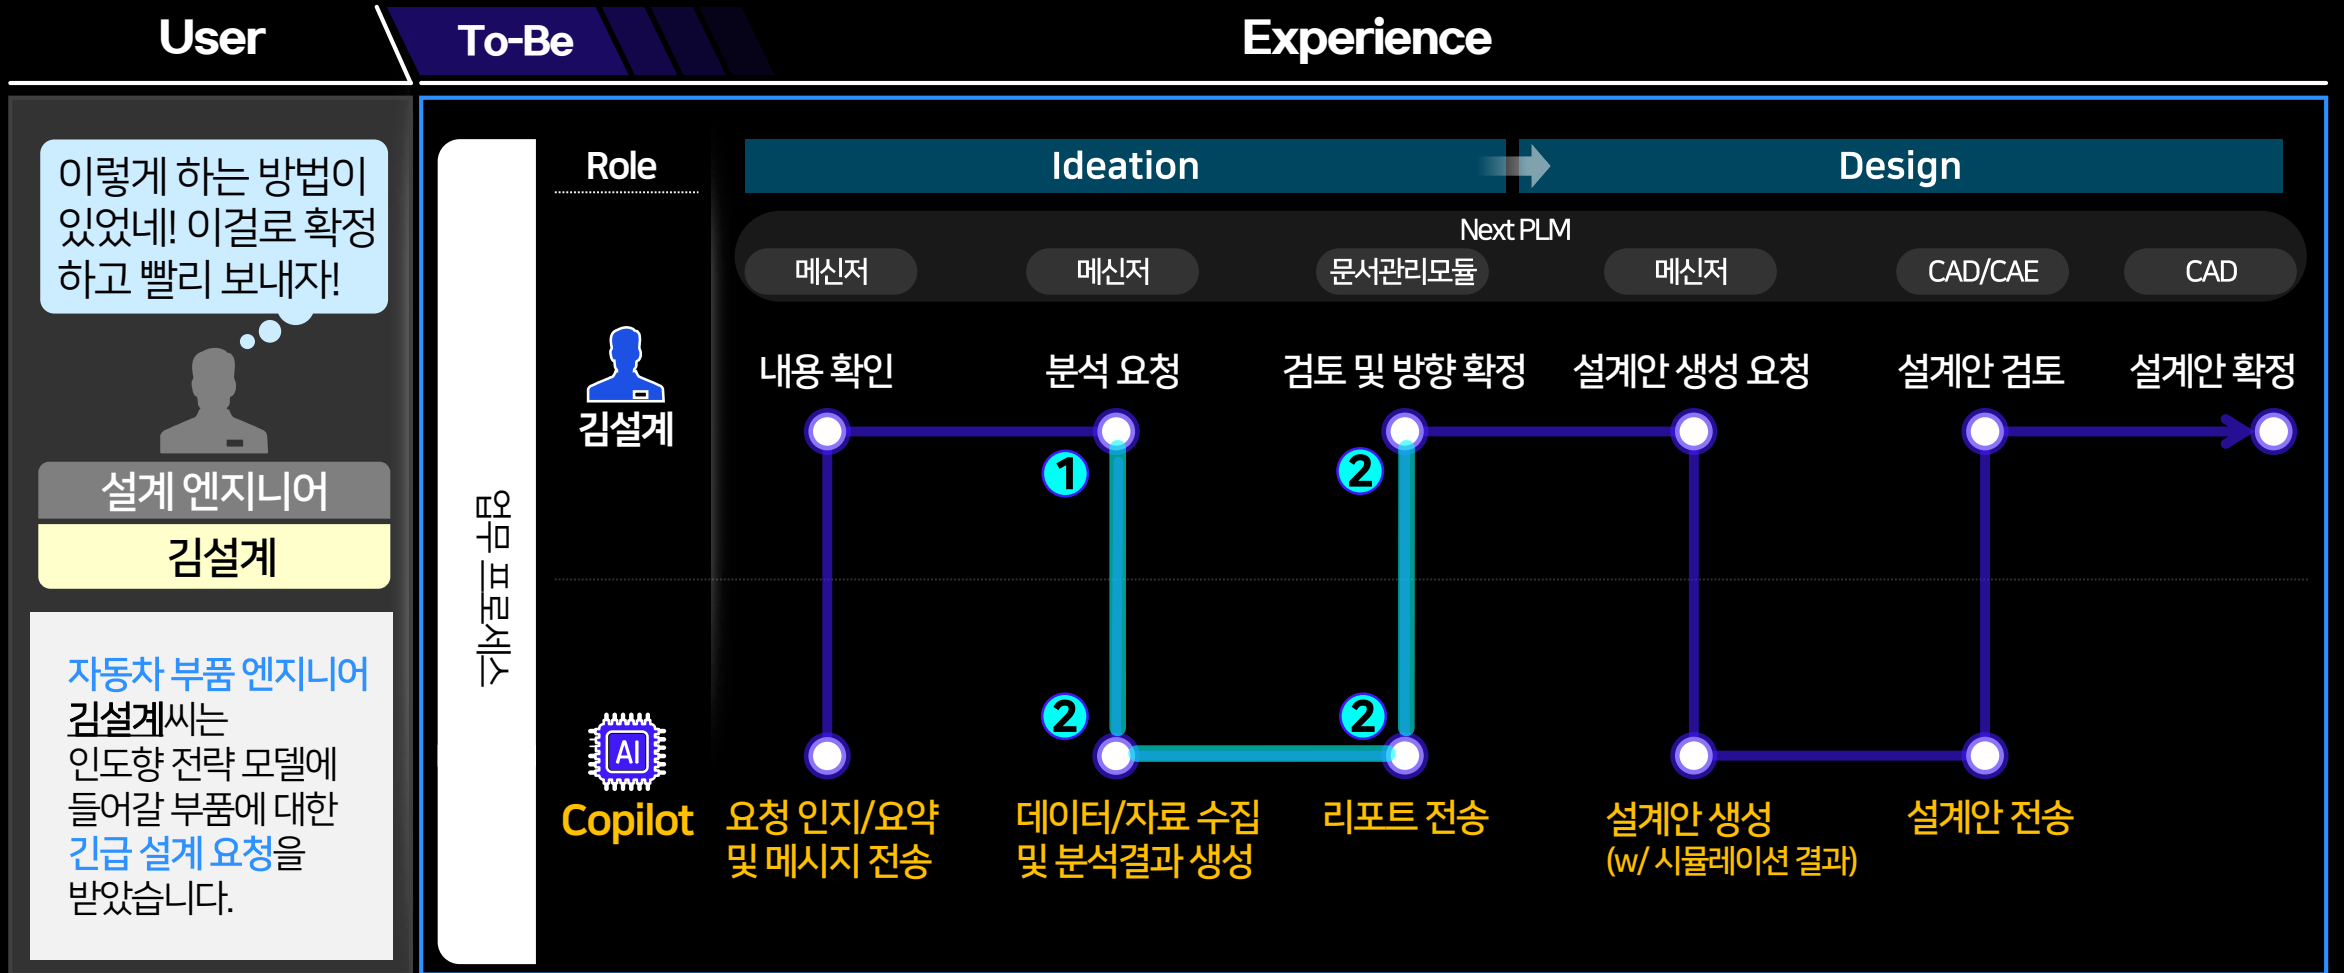 User
To-Be
Experience
이렇게 하는 방법이
있었네! 이걸로 확정
하고 빨리 보내자!
설계 엔지니어
김설계
자동차 부품 엔지니어
김설계씨는
인도향 전략 모델에
들어갈 부품에 대한
긴급 설계 요청을
받았습니다.
업무 프로세스
Role
Ideation
Design
Next PLM
메신저
메신저
문서관리모듈
메신저
CAD/CAE
CAD
김설계
내용 확인
분석 요청
검토 및 방향 확정
설계안 생성 요청
설계안 검토
설계안 확정
1
2
2
2
AI
Copilot
요청 인지/요약
및 메시지 전송
데이터/자료 수집
및 분석결과 생성
리포트 전송
설계안 생성
(w/ 시뮬레이션 결과)
설계안 전송